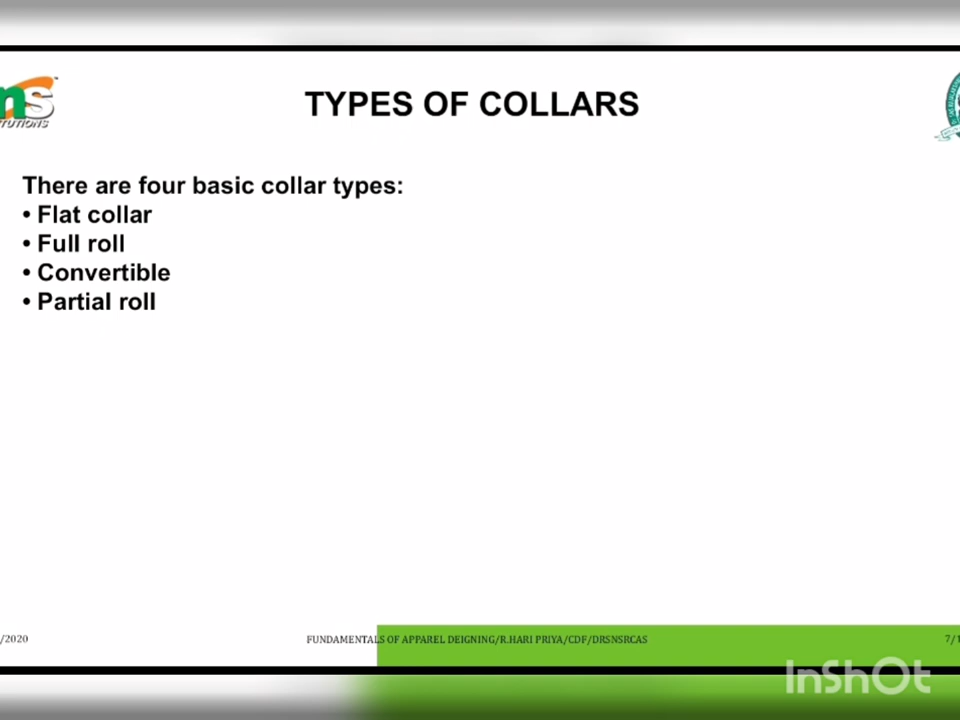 ns
TYPES OF COLLARS
There are four basic collar types:
• Flat collar
• Full roll
• Convertible
• Partial roll
/2020
FUNDAMENTALS OF APPAREL DEIGNING/R.HARI PRIYA/CDF/DRSNSRCAS
7/1
InShOt